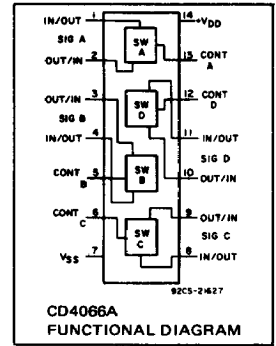 IN/OUT 1 14 +VDD
SIG A
SW A
OUT/IN 2 13 CONT A
OUT/IN 3 12 CONT D
SIG B
SW D
IN/OUT 4 11 IN/OUT
SIG D
CONT B 5 10 OUT/IN
SW B
CONT C 6 9 OUT/IN
SIG C
SW C
VSS 7 8 IN/OUT
92CS-21627
CD4066A
FUNCTIONAL DIAGRAM